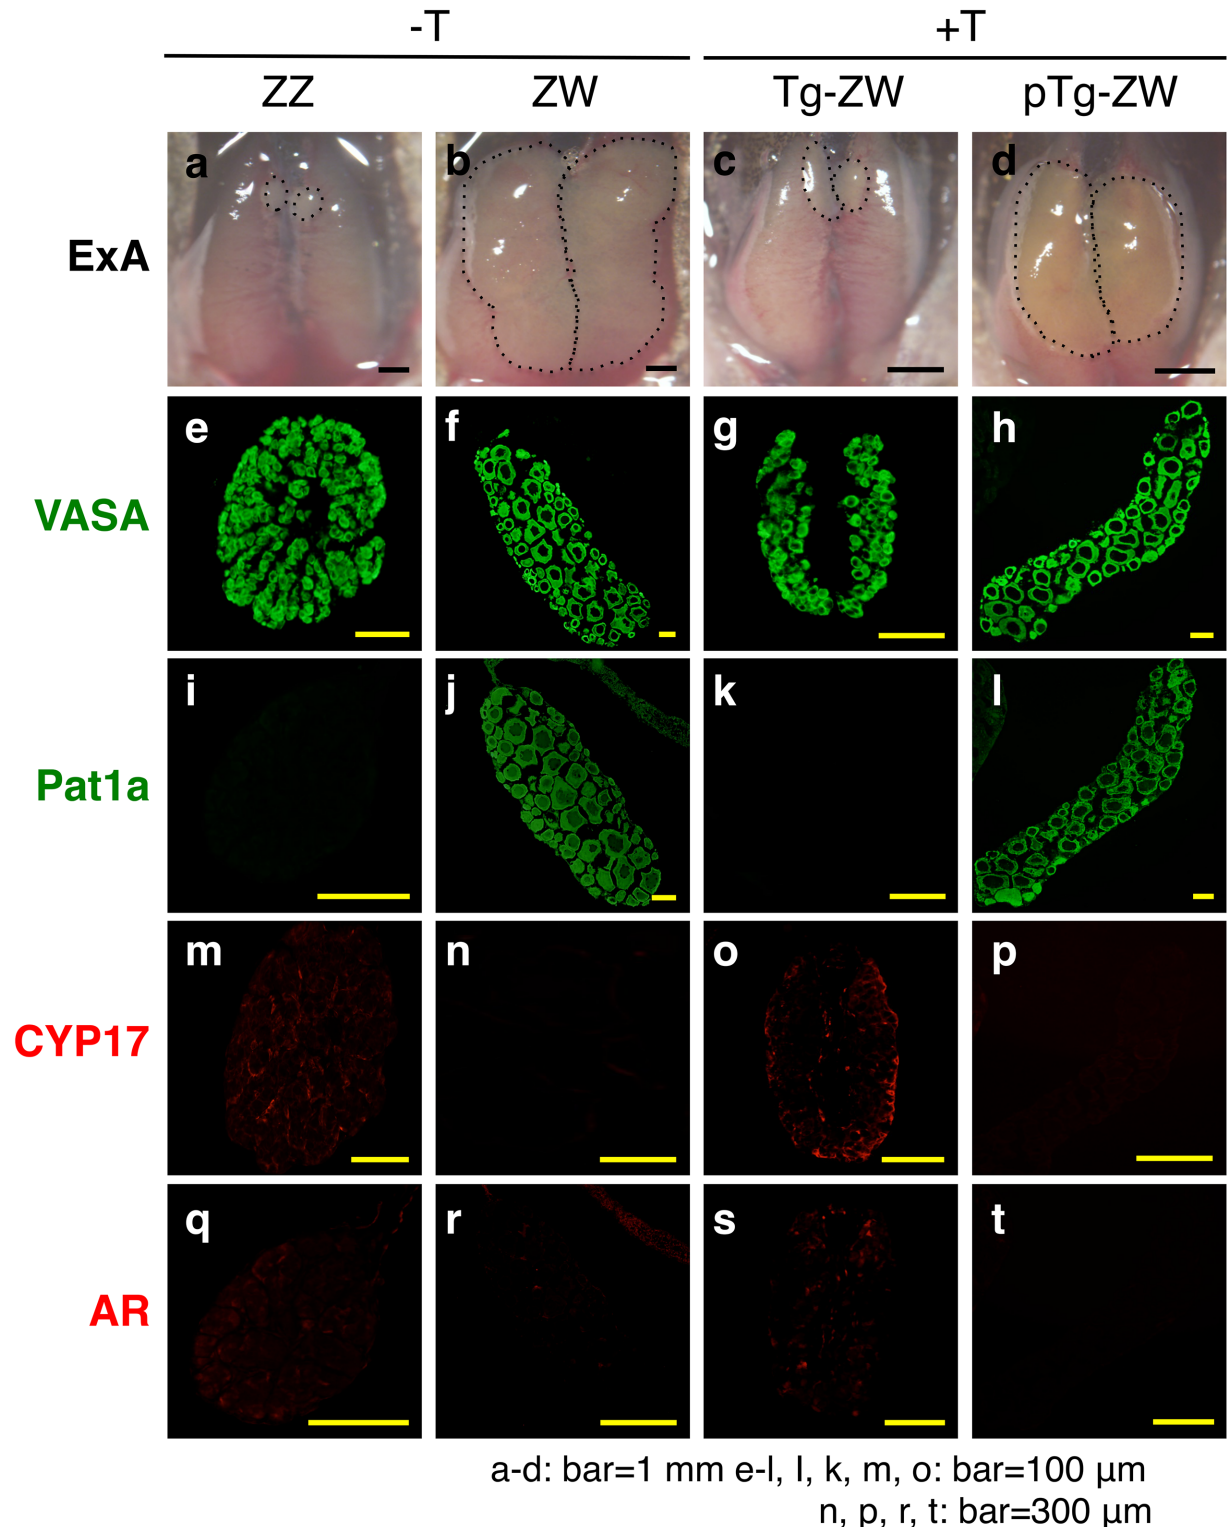 -T +T
ZZ ZW Tg-ZW pTg-ZW
ExA a b c d
VASA e f g h
Pat1a i j k l
CYP17 m n o p
AR q r s t
a-d: bar=1 mm e-l, l, k, m, o: bar=100 µm
n, p, r, t: bar=300 µm